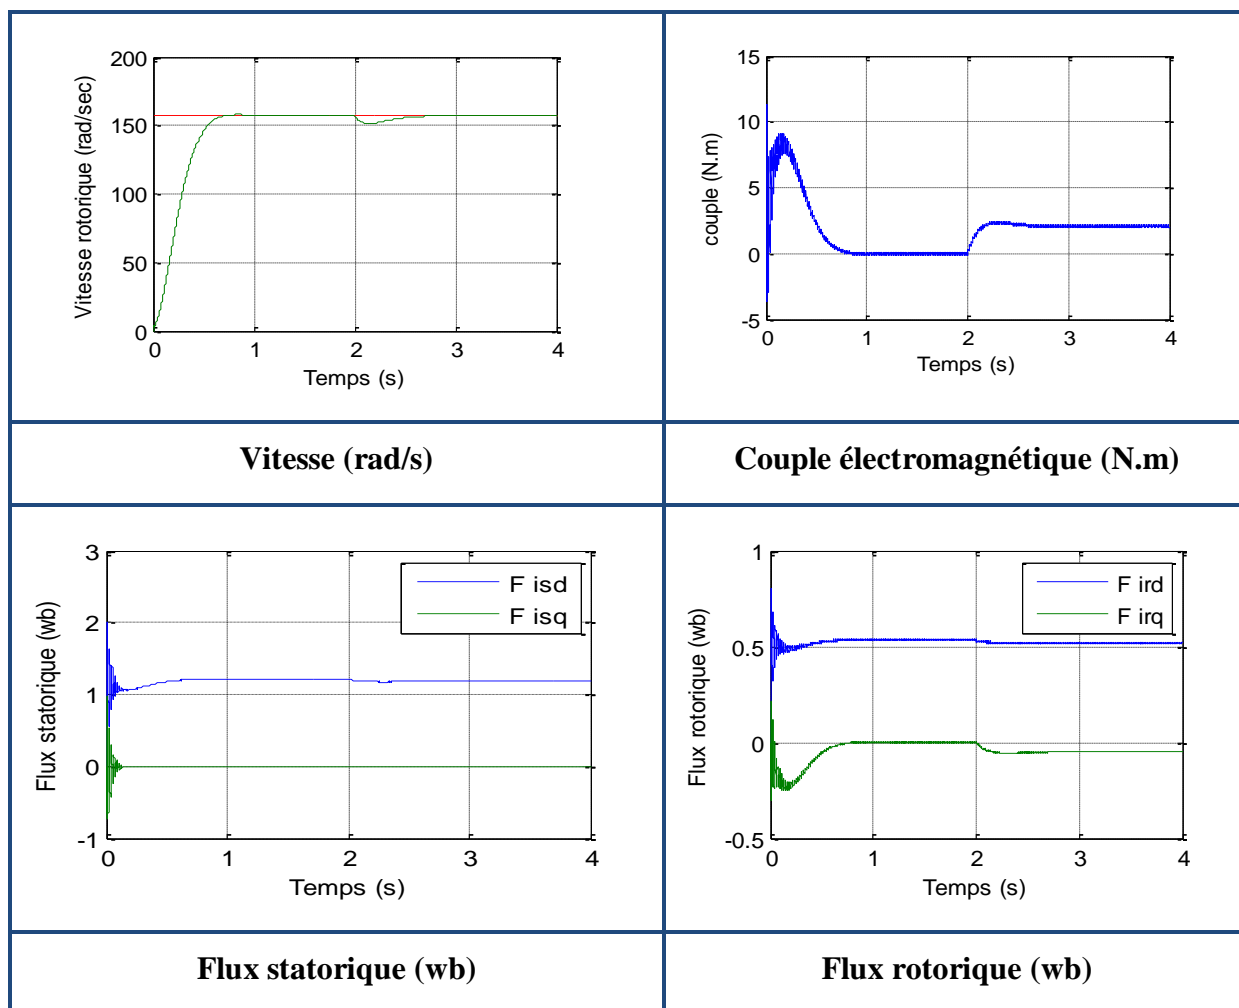 200
150
100
50
0
Vitesse rotorique (rad/sec)
0 1 2 3 4
Temps (s)
15
10
5
0
-5
couple (N.m)
0 1 2 3 4
Temps (s)
Vitesse (rad/s)
Couple électromagnétique (N.m)
3
2
1
0
-1
Flux statorique (wb)
F isd
F isq
0 1 2 3 4
Temps (s)
1
0.5
0
-0.5
Flux rotorique (wb)
F ird
F irq
0 1 2 3 4
Temps (s)
Flux statorique (wb)
Flux rotorique (wb)